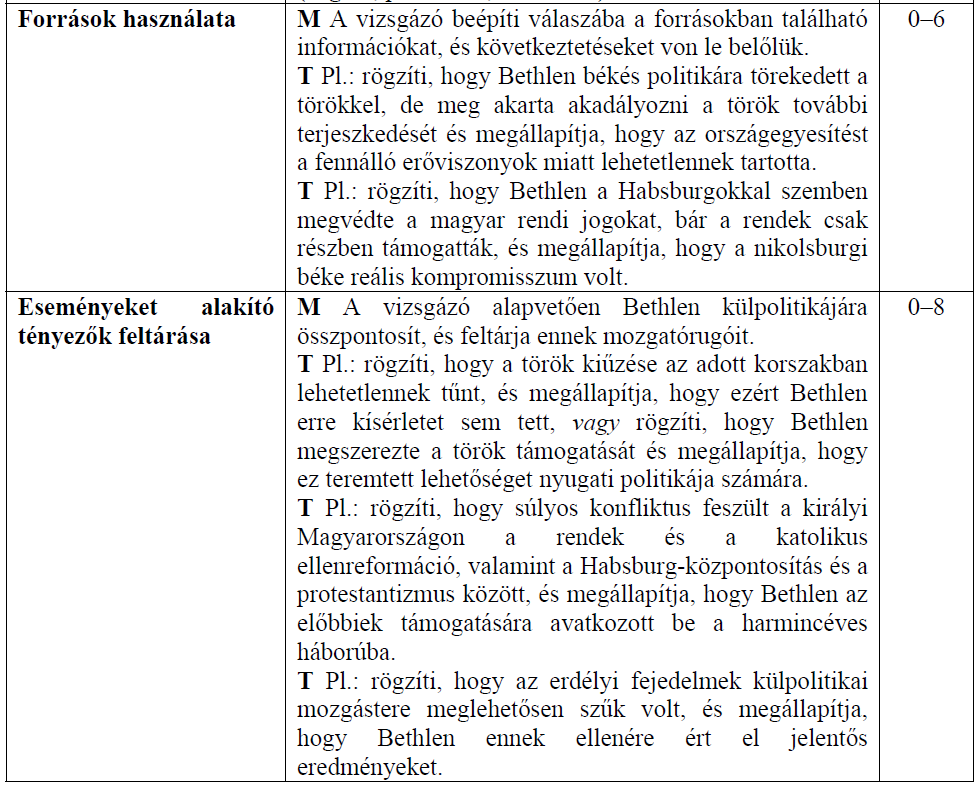 Források használata
M A vizsgázó beépíti válaszába a forrásokban található
információkat, és következtetéseket von le belőlük.
T Pl.: rögzíti, hogy Bethlen békés politikára törekedett a
törökkel, de meg akarta akadályozni a török további
terjeszkedését és megállapítja, hogy az országegyesítést
a fennálló erőviszonyok miatt lehetetlennek tartotta.
T Pl.: rögzíti, hogy Bethlen a Habsburgokkal szemben
megvédte a magyar rendi jogokat, bár a rendek csak
részben támogatták, és megállapítja, hogy a nikolsburgi
béke reális kompromisszum volt.
0–6
Eseményeket alakító
tényezők feltárása
M A vizsgázó alapvetően Bethlen külpolitikájára
összpontosít, és feltárja ennek mozgatórugóit.
T Pl.: rögzíti, hogy a török kiűzése az adott korszakban
lehetetlennek tűnt, és megállapítja, hogy ezért Bethlen
erre kísérletet sem tett, vagy rögzíti, hogy Bethlen
megszerezte a török támogatását és megállapítja, hogy
ez teremtett lehetőséget nyugati politikája számára.
T Pl.: rögzíti, hogy súlyos konfliktus feszült a királyi
Magyarországon a rendek és a katolikus
ellenreformáció, valamint a Habsburg-központosítás és a
protestantizmus között, és megállapítja, hogy Bethlen az
előbbiek támogatására avatkozott be a harmincéves
háborúba.
T Pl.: rögzíti, hogy az erdélyi fejedelmek külpolitikai
mozgástere meglehetősen szűk volt, és megállapítja,
hogy Bethlen ennek ellenére ért el jelentős
eredményeket.
0–8